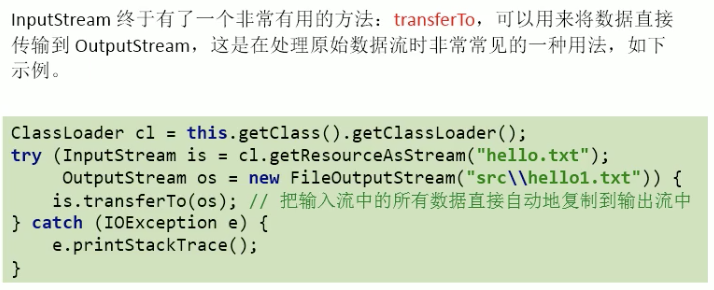 InputStream 终于有了一个非常有用的方法：transferTo，可以用来将数据直接
传输到 OutputStream，这是在处理原始数据流时非常常见的一种用法，如下
示例。
ClassLoader cl = this.getClass().getClassLoader();
try (InputStream is = cl.getResourceAsStream("hello.txt");
     OutputStream os = new FileOutputStream("src\\hello1.txt")) {
    is.transferTo(os); // 把输入流中的所有数据直接自动地复制到输出流中
} catch (IOException e) {
    e.printStackTrace();
}